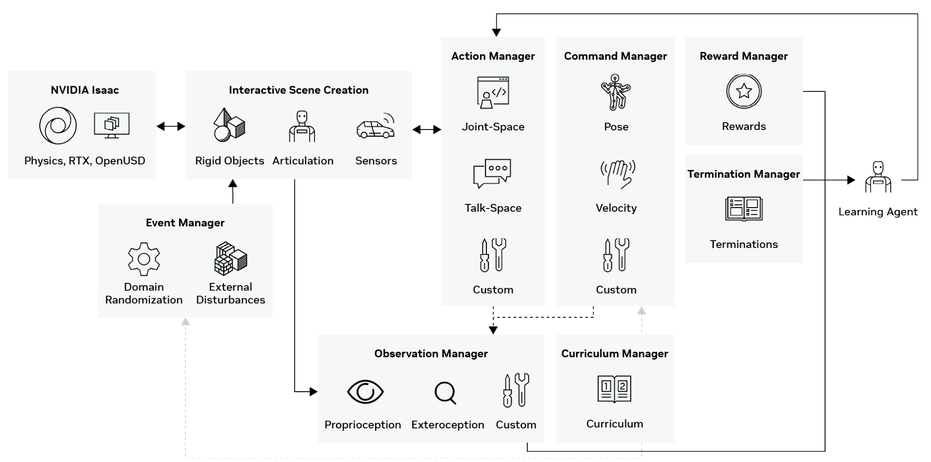 NVIDIA Isaac
Physics, RTX, OpenUSD
Interactive Scene Creation
Rigid Objects
Articulation
Sensors
Event Manager
Domain
Randomization
External
Disturbances
Action Manager
</>
Joint-Space
Talk-Space
Custom
Command Manager
Pose
Velocity
Custom
Reward Manager
Rewards
Termination Manager
Terminations
Learning Agent
Observation Manager
Proprioception
Exteroception
Custom
Curriculum Manager
1 2
Curriculum